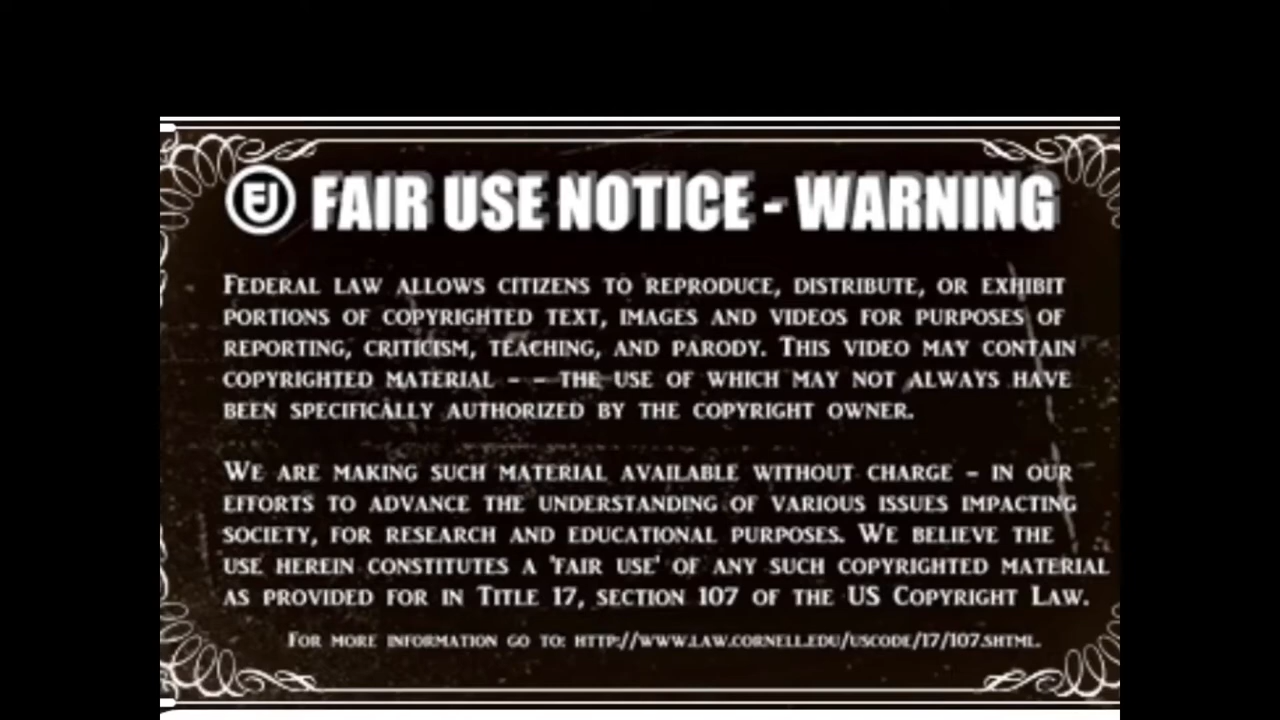 FU FAIR USE NOTICE - WARNING
FEDERAL LAW ALLOWS CITIZENS TO REPRODUCE, DISTRIBUTE, OR EXHIBIT
PORTIONS OF COPYRIGHTED TEXT, IMAGES AND VIDEOS FOR PURPOSES OF
REPORTING, CRITICISM, TEACHING, AND PARODY. THIS VIDEO MAY CONTAIN
COPYRIGHTED MATERIAL - - THE USE OF WHICH MAY NOT ALWAYS HAVE
BEEN SPECIFICALLY AUTHORIZED BY THE COPYRIGHT OWNER.
WE ARE MAKING SUCH MATERIAL AVAILABLE WITHOUT CHARGE - IN OUR
EFFORTS TO ADVANCE THE UNDERSTANDING OF VARIOUS ISSUES IMPACTING
SOCIETY, FOR RESEARCH AND EDUCATIONAL PURPOSES. WE BELIEVE THE
USE HEREIN CONSTITUTES A 'FAIR USE' OF ANY SUCH COPYRIGHTED MATERIAL
AS PROVIDED FOR IN TITLE 17, SECTION 107 OF THE US COPYRIGHT LAW.
FOR MORE INFORMATION GO TO: HTTP://WWW.LAW.CORNELL.EDU/USCODE/17/107.SHTML.